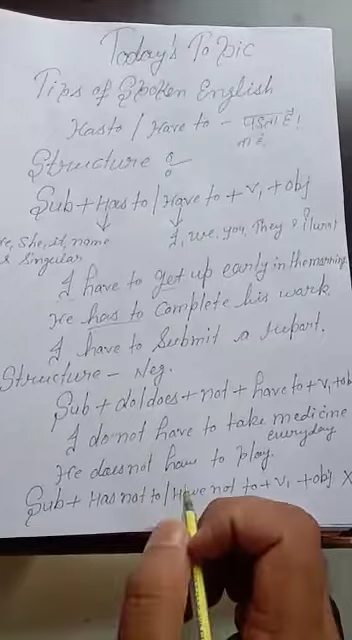 Today's Topic
Tips of Spoken English
Has to / Have to - पड़ता है!
ता है,
Structure :-
Sub + Has to / Have to + V1 + obj
He, She, it, name I, we, you, They & Plural
& Singular
I have to get up early in the morning
He has to Complete his work.
I have to Submit a report.
Structure - Neg.
Sub + do/does + not + have to + V1 + ob
I do not have to take medicine
everyday
He does not have to play.
Sub + Has not to / Have not to + V1 + obj X